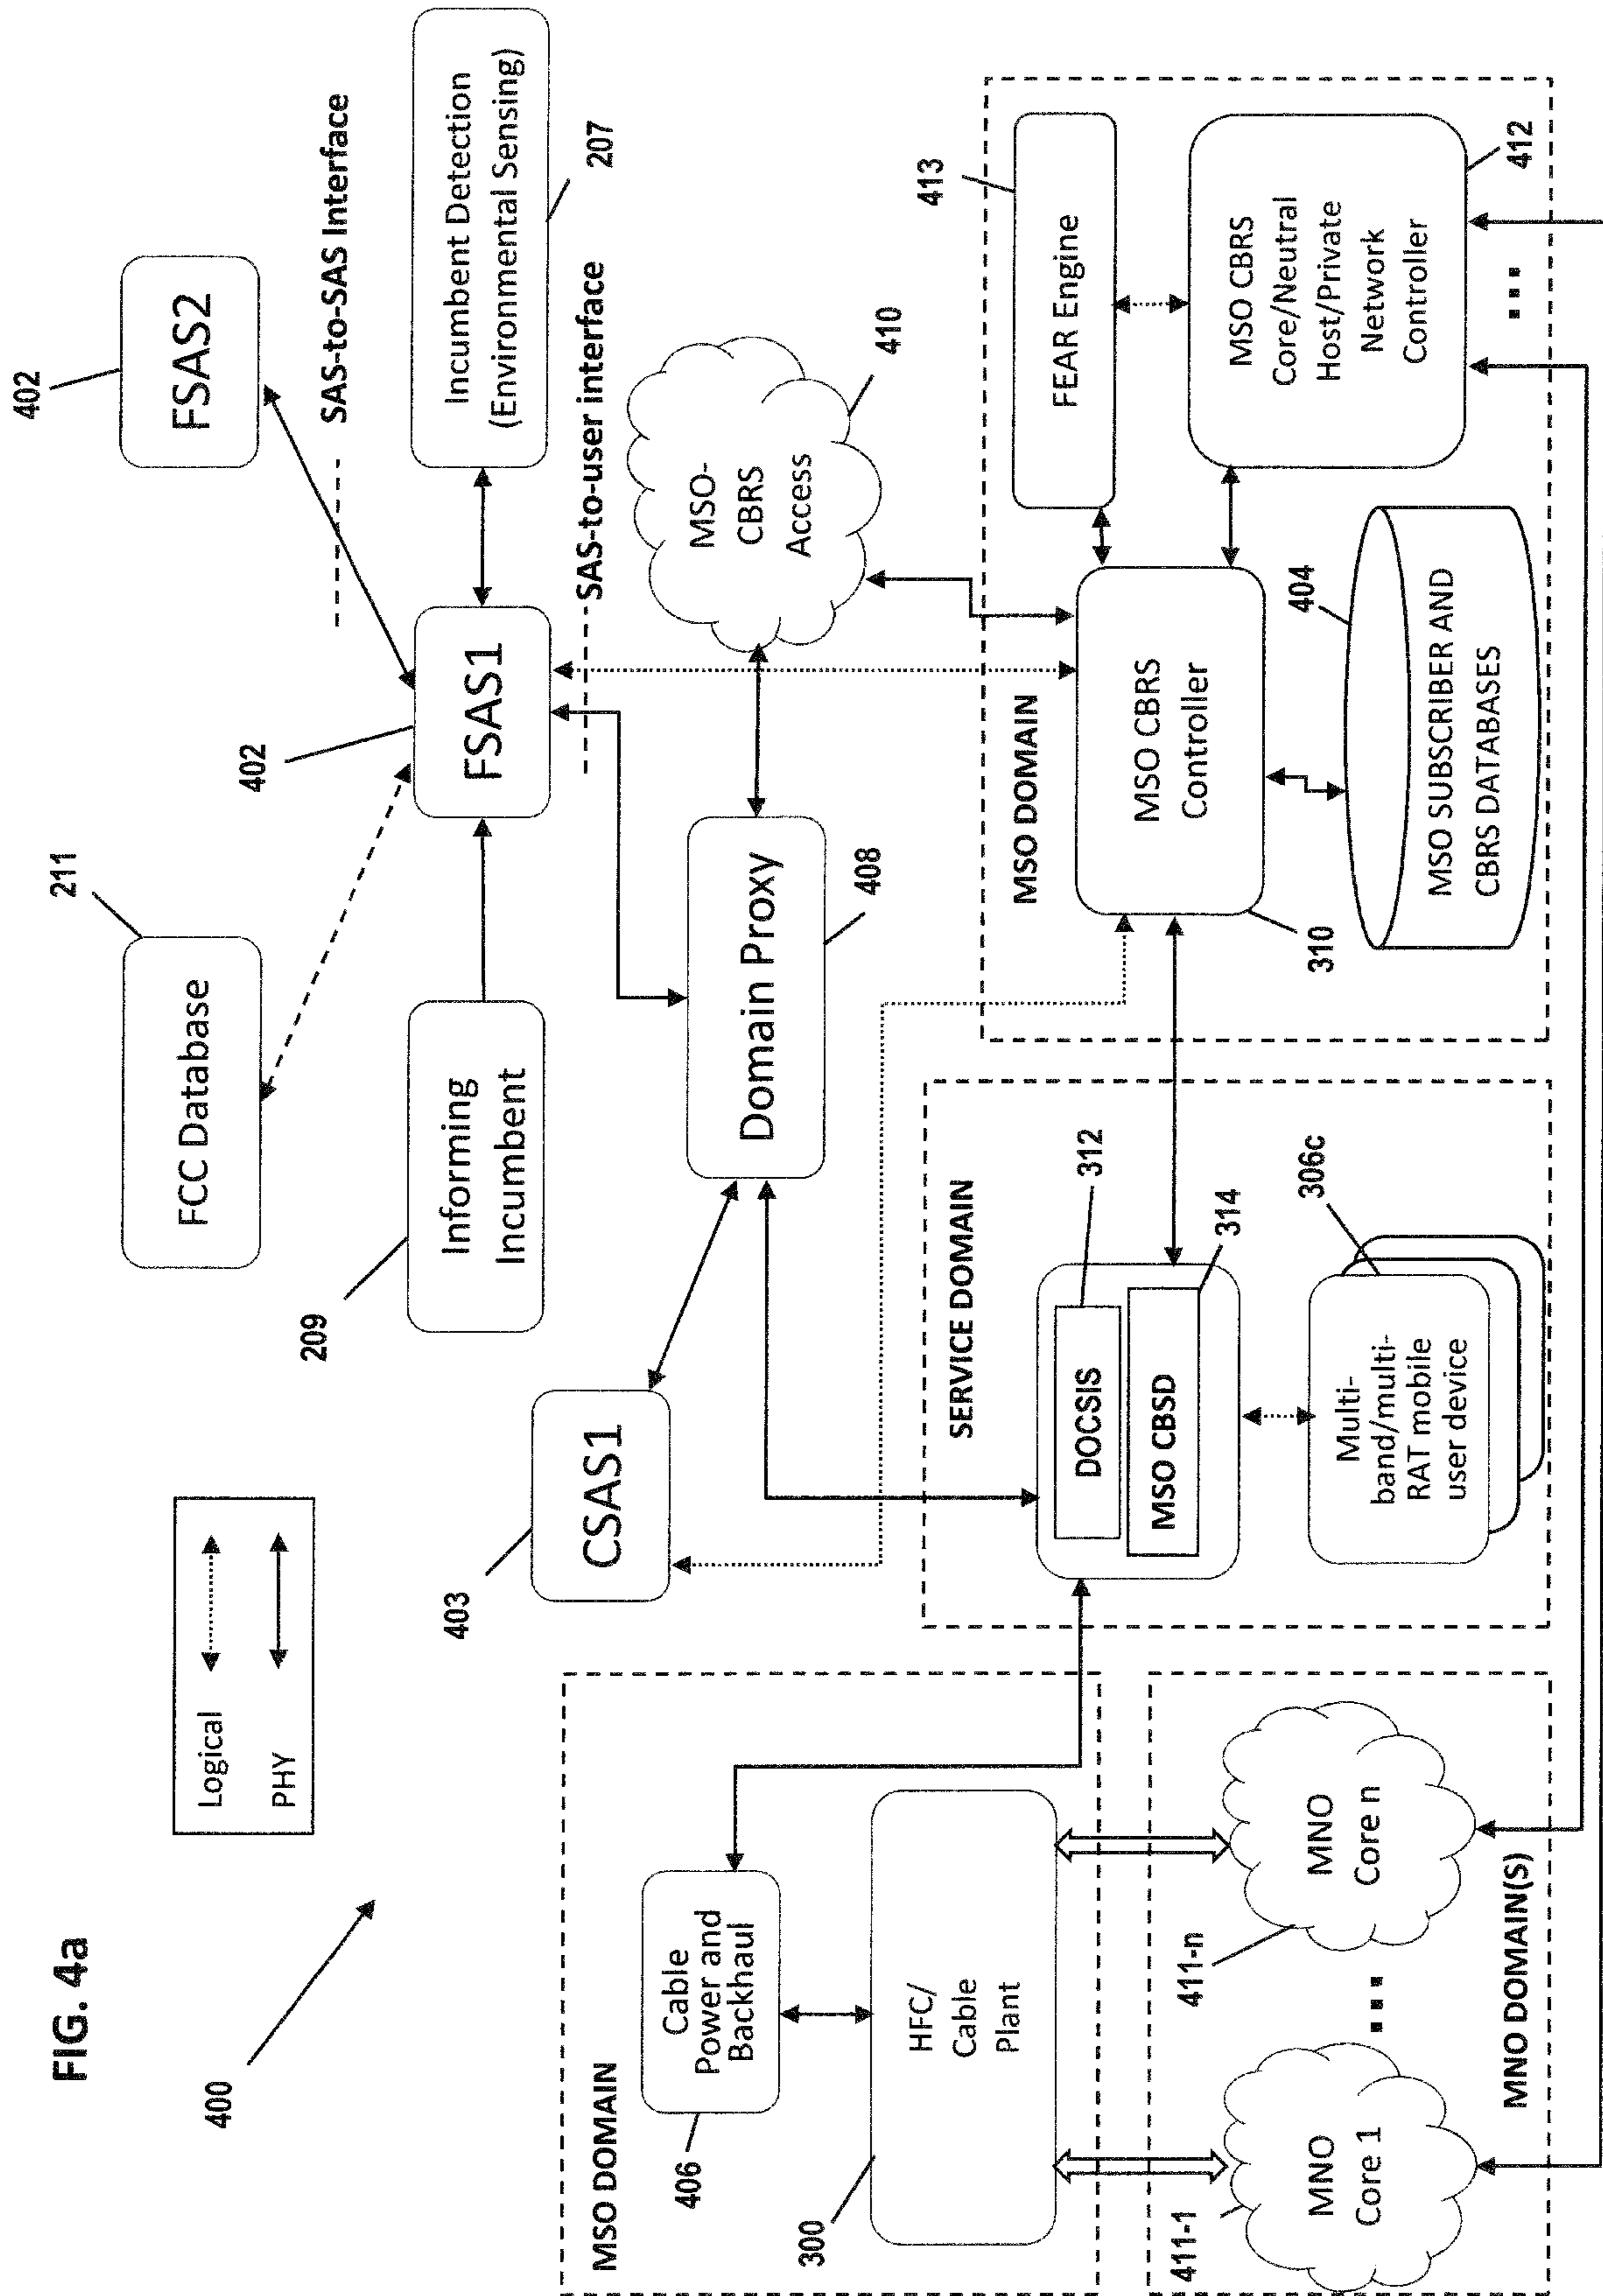 FIG. 4a
400
Logical
PHY
211
FCC Database
402
FSAS2
SAS-to-SAS Interface
209
Informing
Incumbent
402
FSAS1
Incumbent Detection
(Environmental Sensing)
207
SAS-to-user interface
403
CSAS1
Domain Proxy
408
MSO-
CBRS
Access
410
MSO DOMAIN
406
Cable
Power and
Backhaul
300
HFC/
Cable
Plant
411-1
MNO
Core 1
...
411-n
MNO
Core n
MNO DOMAIN(S)
SERVICE DOMAIN
DOCSIS
312
MSO CBSD
314
306c
Multi-
band/multi-
RAT mobile
user device
MSO DOMAIN
MSO CBRS
Controller
310
413
FEAR Engine
MSO CBRS
Core/Neutral
Host/Private
Network
Controller
412
...
404
MSO SUBSCRIBER AND
CBRS DATABASES